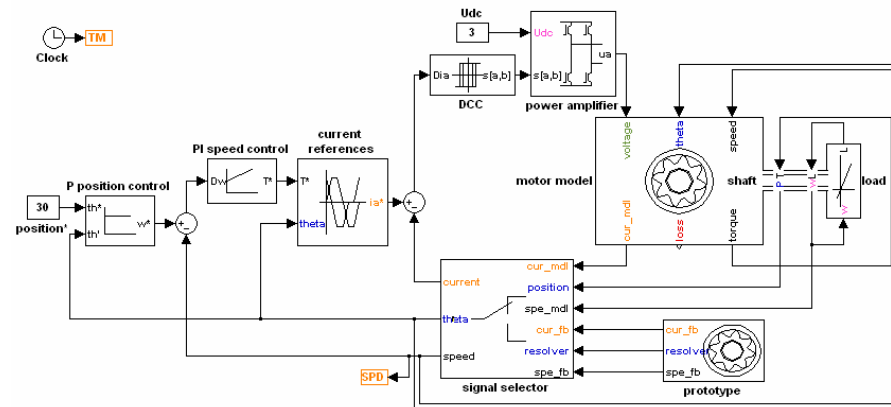 Clock
TM
Udc
3
Udc
s[a,b]
ua
power amplifier
Dia
s[a,b]
DCC
P position control
30
position*
th*
th'
w*
PI speed control
Dw
T*
current references
T*
theta
ia*
motor model
voltage
theta
speed
cur_mdl
loss
torque
shaft
T
P
L
w
L
w
load
current
theta
speed
cur_mdl
position
spe_mdl
cur_fb
resolver
spe_fb
signal selector
SPD
cur_fb
resolver
spe_fb
prototype